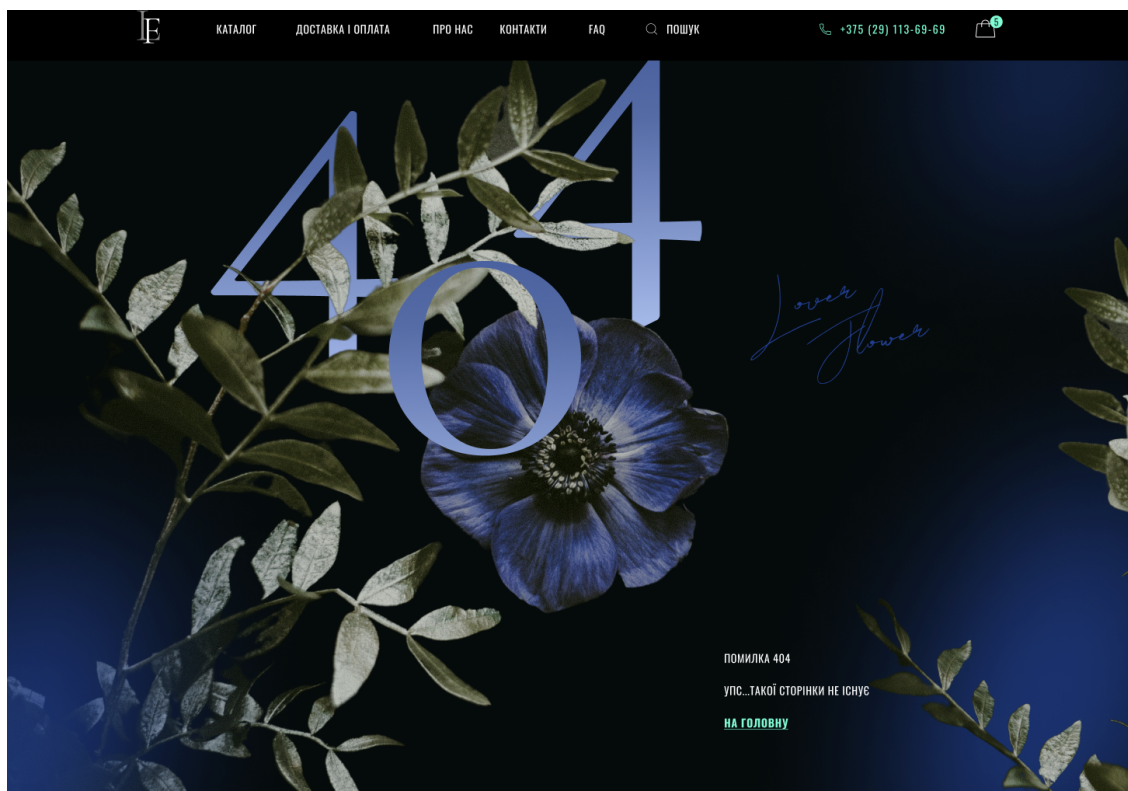 LF
КАТАЛОГ ДОСТАВКА І ОПЛАТА ПРО НАС КОНТАКТИ FAQ ПОШУК +375 (29) 113-69-69 5
404
Lover
Flower
ПОМИЛКА 404
УПС...ТАКОЇ СТОРІНКИ НЕ ІСНУЄ
НА ГОЛОВНУ